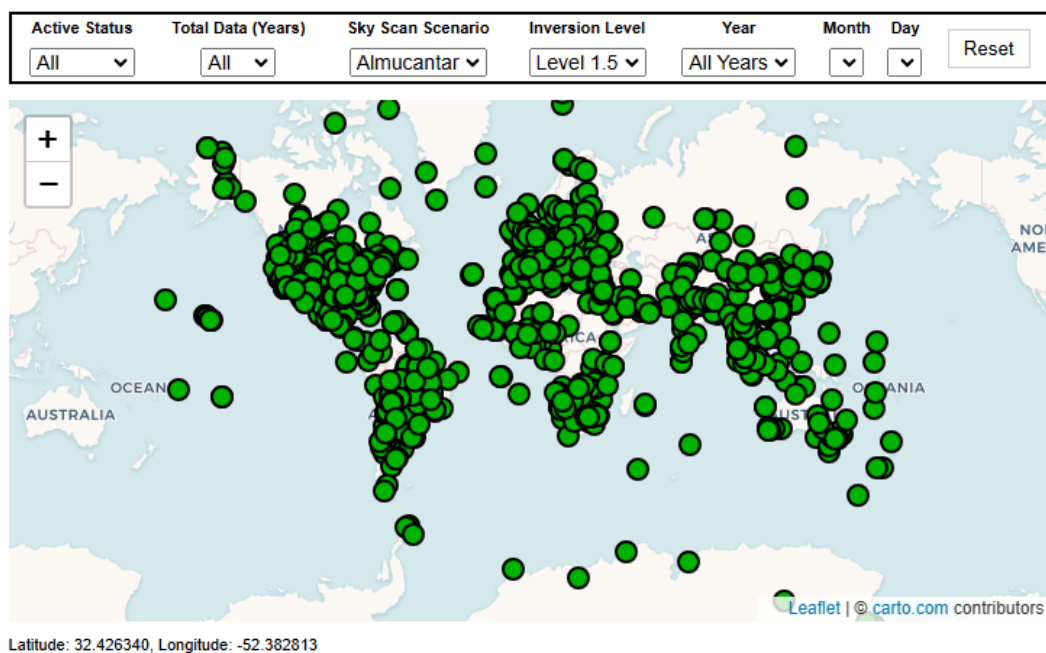 Active Status Total Data (Years) Sky Scan Scenario Inversion Level Year Month Day
All All Almucantar Level 1.5 All Years Reset
+
−
OCEAN
AUSTRALIA
Leaflet | © carto.com contributors
Latitude: 32.426340, Longitude: -52.382813